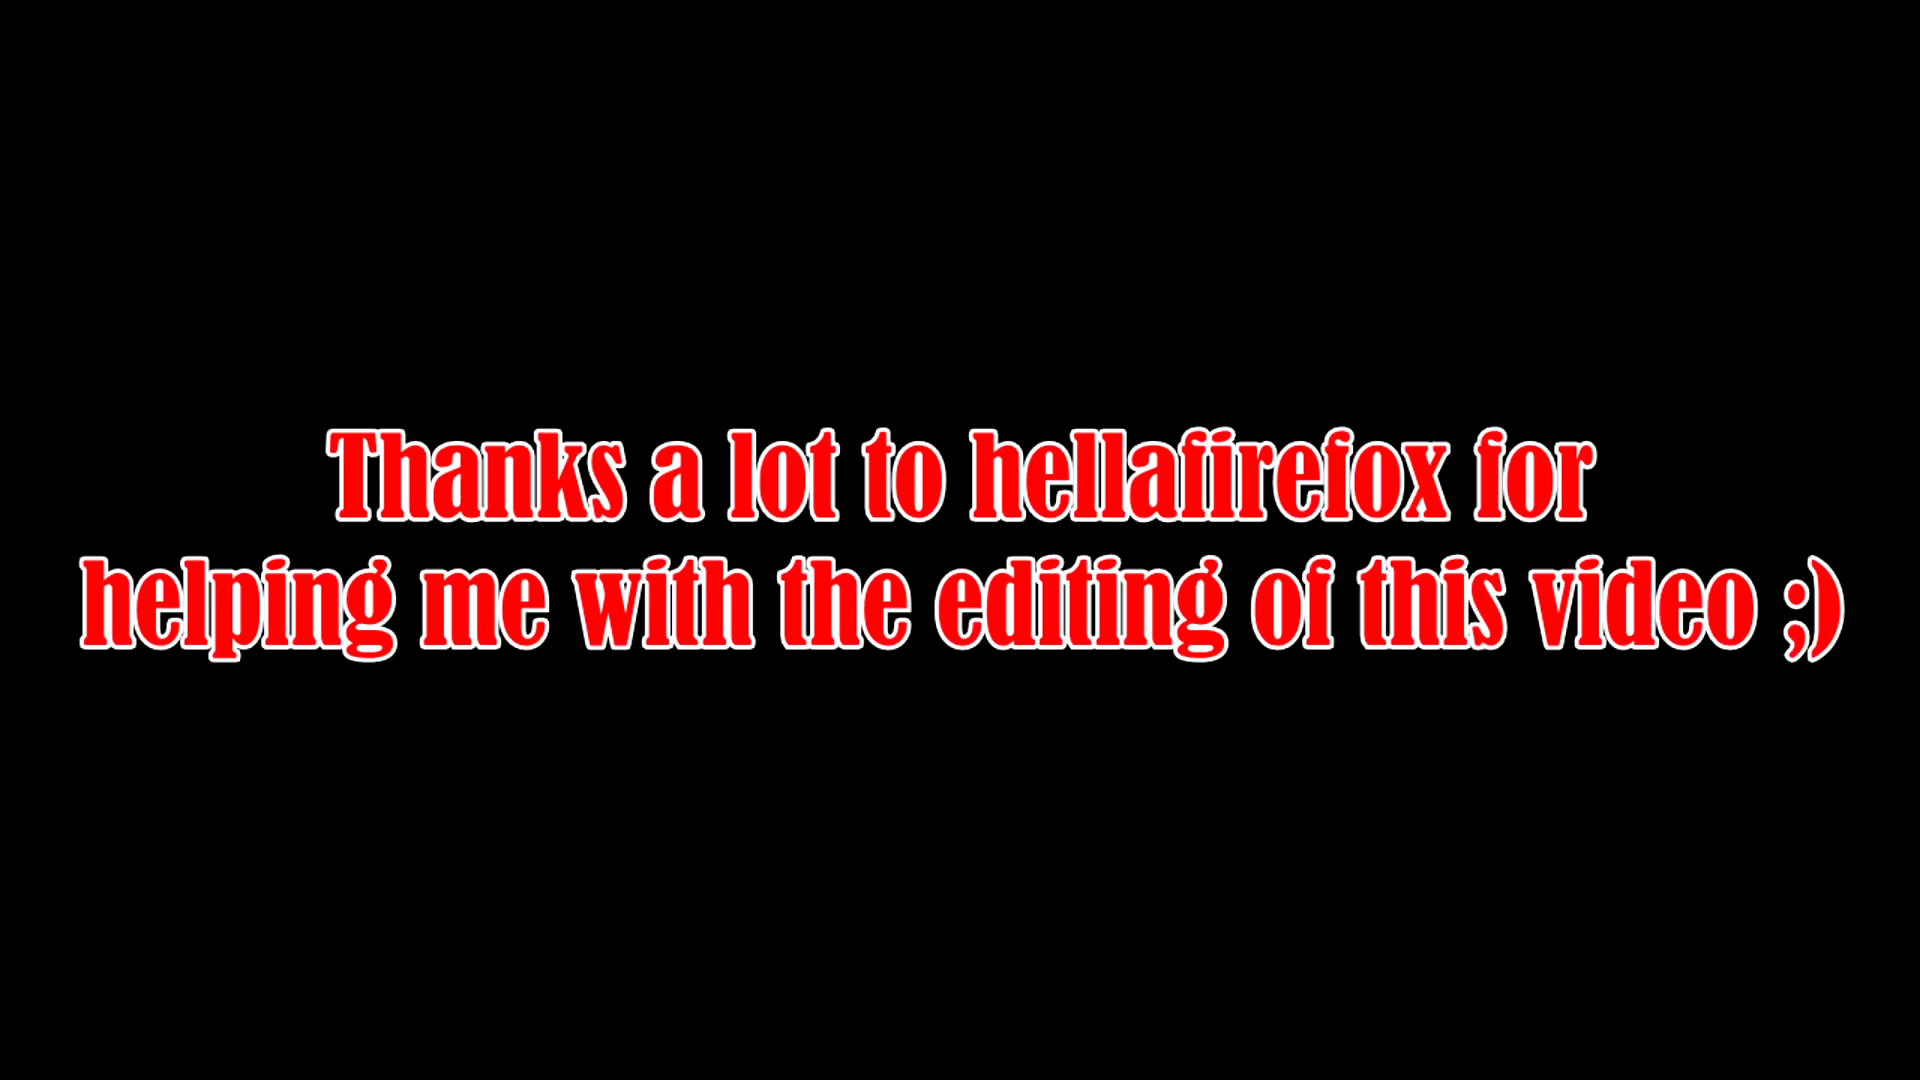 Thanks a lot to hellafirefox for
helping me with the editing of this video ;)